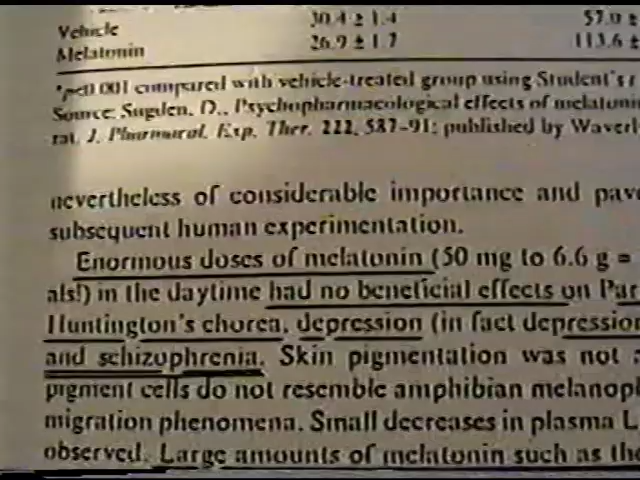 Vehicle 30.4 ± 1.4 57.0 ±
Melatonin 26.9 ± 1.7 113.6 ±
*p<0.001 compared with vehicle-treated group using Student's t
Source: Sugden, D., Psychopharmacological effects of melatoni
rat. J. Pharmacol. Exp. Ther. 222, 587–91; published by Waverl
nevertheless of considerable importance and pave
subsequent human experimentation.
Enormous doses of melatonin (50 mg to 6.6 g =
als!) in the daytime had no beneficial effects on Par
Huntington's chorea, depression (in fact depression
and schizophrenia. Skin pigmentation was not a
pigment cells do not resemble amphibian melanoph
migration phenomena. Small decreases in plasma L
observed. Large amounts of melatonin such as the